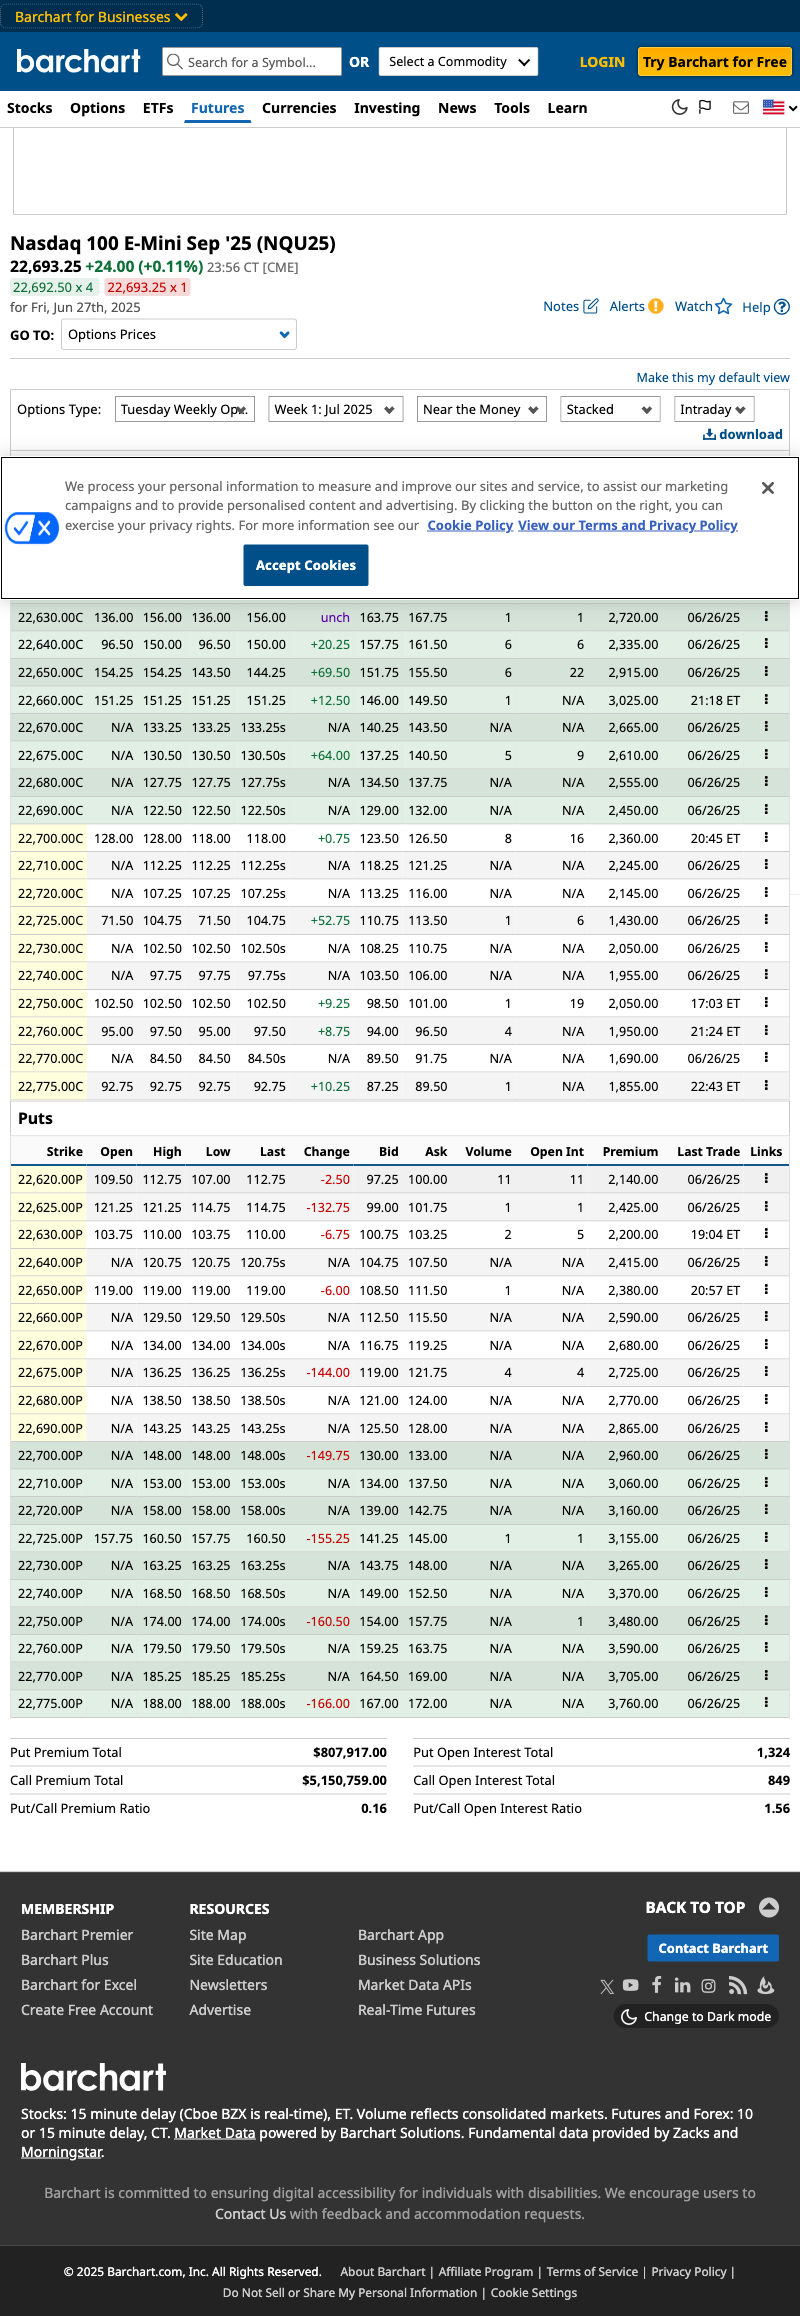 Barchart for Businesses
barchart Search for a Symbol... OR Select a Commodity LOGIN Try Barchart for Free
Stocks Options ETFs Futures Currencies Investing News Tools Learn
Nasdaq 100 E-Mini Sep '25 (NQU25)
22,693.25 +24.00 (+0.11%) 23:56 CT [CME]
22,692.50 x 4 22,693.25 x 1
for Fri, Jun 27th, 2025 Notes Alerts Watch Help
GO TO: Options Prices
Make this my default view
Options Type: Tuesday Weekly Op... Week 1: Jul 2025 Near the Money Stacked Intraday
download
We process your personal information to measure and improve our sites and service, to assist our marketing
campaigns and to provide personalised content and advertising. By clicking the button on the right, you can
exercise your privacy rights. For more information see our Cookie Policy View our Terms and Privacy Policy
Accept Cookies
22,630.00C 136.00 156.00 136.00 156.00 unch 163.75 167.75 1 1 2,720.00 06/26/25
22,640.00C 96.50 150.00 96.50 150.00 +20.25 157.75 161.50 6 6 2,335.00 06/26/25
22,650.00C 154.25 154.25 143.50 144.25 +69.50 151.75 155.50 6 22 2,915.00 06/26/25
22,660.00C 151.25 151.25 151.25 151.25 +12.50 146.00 149.50 1 N/A 3,025.00 21:18 ET
22,670.00C N/A 133.25 133.25 133.25s N/A 140.25 143.50 N/A N/A 2,665.00 06/26/25
22,675.00C N/A 130.50 130.50 130.50s +64.00 137.25 140.50 5 9 2,610.00 06/26/25
22,680.00C N/A 127.75 127.75 127.75s N/A 134.50 137.75 N/A N/A 2,555.00 06/26/25
22,690.00C N/A 122.50 122.50 122.50s N/A 129.00 132.00 N/A N/A 2,450.00 06/26/25
22,700.00C 128.00 128.00 118.00 118.00 +0.75 123.50 126.50 8 16 2,360.00 20:45 ET
22,710.00C N/A 112.25 112.25 112.25s N/A 118.25 121.25 N/A N/A 2,245.00 06/26/25
22,720.00C N/A 107.25 107.25 107.25s N/A 113.25 116.00 N/A N/A 2,145.00 06/26/25
22,725.00C 71.50 104.75 71.50 104.75 +52.75 110.75 113.50 1 6 1,430.00 06/26/25
22,730.00C N/A 102.50 102.50 102.50s N/A 108.25 110.75 N/A N/A 2,050.00 06/26/25
22,740.00C N/A 97.75 97.75 97.75s N/A 103.50 106.00 N/A N/A 1,955.00 06/26/25
22,750.00C 102.50 102.50 102.50 102.50 +9.25 98.50 101.00 1 19 2,050.00 17:03 ET
22,760.00C 95.00 97.50 95.00 97.50 +8.75 94.00 96.50 4 N/A 1,950.00 21:24 ET
22,770.00C N/A 84.50 84.50 84.50s N/A 89.50 91.75 N/A N/A 1,690.00 06/26/25
22,775.00C 92.75 92.75 92.75 92.75 +10.25 87.25 89.50 1 N/A 1,855.00 22:43 ET
Puts
Strike Open High Low Last Change Bid Ask Volume Open Int Premium Last Trade Links
22,620.00P 109.50 112.75 107.00 112.75 -2.50 97.25 100.00 11 11 2,140.00 06/26/25
22,625.00P 121.25 121.25 114.75 114.75 -132.75 99.00 101.75 1 1 2,425.00 06/26/25
22,630.00P 103.75 110.00 103.75 110.00 -6.75 100.75 103.25 2 5 2,200.00 19:04 ET
22,640.00P N/A 120.75 120.75 120.75s N/A 104.75 107.50 N/A N/A 2,415.00 06/26/25
22,650.00P 119.00 119.00 119.00 119.00 -6.00 108.50 111.50 1 N/A 2,380.00 20:57 ET
22,660.00P N/A 129.50 129.50 129.50s N/A 112.50 115.50 N/A N/A 2,590.00 06/26/25
22,670.00P N/A 134.00 134.00 134.00s N/A 116.75 119.25 N/A N/A 2,680.00 06/26/25
22,675.00P N/A 136.25 136.25 136.25s -144.00 119.00 121.75 4 4 2,725.00 06/26/25
22,680.00P N/A 138.50 138.50 138.50s N/A 121.00 124.00 N/A N/A 2,770.00 06/26/25
22,690.00P N/A 143.25 143.25 143.25s N/A 125.50 128.00 N/A N/A 2,865.00 06/26/25
22,700.00P N/A 148.00 148.00 148.00s -149.75 130.00 133.00 N/A N/A 2,960.00 06/26/25
22,710.00P N/A 153.00 153.00 153.00s N/A 134.00 137.50 N/A N/A 3,060.00 06/26/25
22,720.00P N/A 158.00 158.00 158.00s N/A 139.00 142.75 N/A N/A 3,160.00 06/26/25
22,725.00P 157.75 160.50 157.75 160.50 -155.25 141.25 145.00 1 1 3,155.00 06/26/25
22,730.00P N/A 163.25 163.25 163.25s N/A 143.75 148.00 N/A N/A 3,265.00 06/26/25
22,740.00P N/A 168.50 168.50 168.50s N/A 149.00 152.50 N/A N/A 3,370.00 06/26/25
22,750.00P N/A 174.00 174.00 174.00s -160.50 154.00 157.75 N/A 1 3,480.00 06/26/25
22,760.00P N/A 179.50 179.50 179.50s N/A 159.25 163.75 N/A N/A 3,590.00 06/26/25
22,770.00P N/A 185.25 185.25 185.25s N/A 164.50 169.00 N/A N/A 3,705.00 06/26/25
22,775.00P N/A 188.00 188.00 188.00s -166.00 167.00 172.00 N/A N/A 3,760.00 06/26/25
Put Premium Total $807,917.00 Put Open Interest Total 1,324
Call Premium Total $5,150,759.00 Call Open Interest Total 849
Put/Call Premium Ratio 0.16 Put/Call Open Interest Ratio 1.56
MEMBERSHIP RESOURCES BACK TO TOP
Barchart Premier Site Map Barchart App
Barchart Plus Site Education Business Solutions Contact Barchart
Barchart for Excel Newsletters Market Data APIs
Create Free Account Advertise Real-Time Futures Change to Dark mode
barchart
Stocks: 15 minute delay (Cboe BZX is real-time), ET. Volume reflects consolidated markets. Futures and Forex: 10
or 15 minute delay, CT. Market Data powered by Barchart Solutions. Fundamental data provided by Zacks and
Morningstar.
Barchart is committed to ensuring digital accessibility for individuals with disabilities. We encourage users to
Contact Us with feedback and accommodation requests.
© 2025 Barchart.com, Inc. All Rights Reserved. About Barchart | Affiliate Program | Terms of Service | Privacy Policy |
Do Not Sell or Share My Personal Information | Cookie Settings